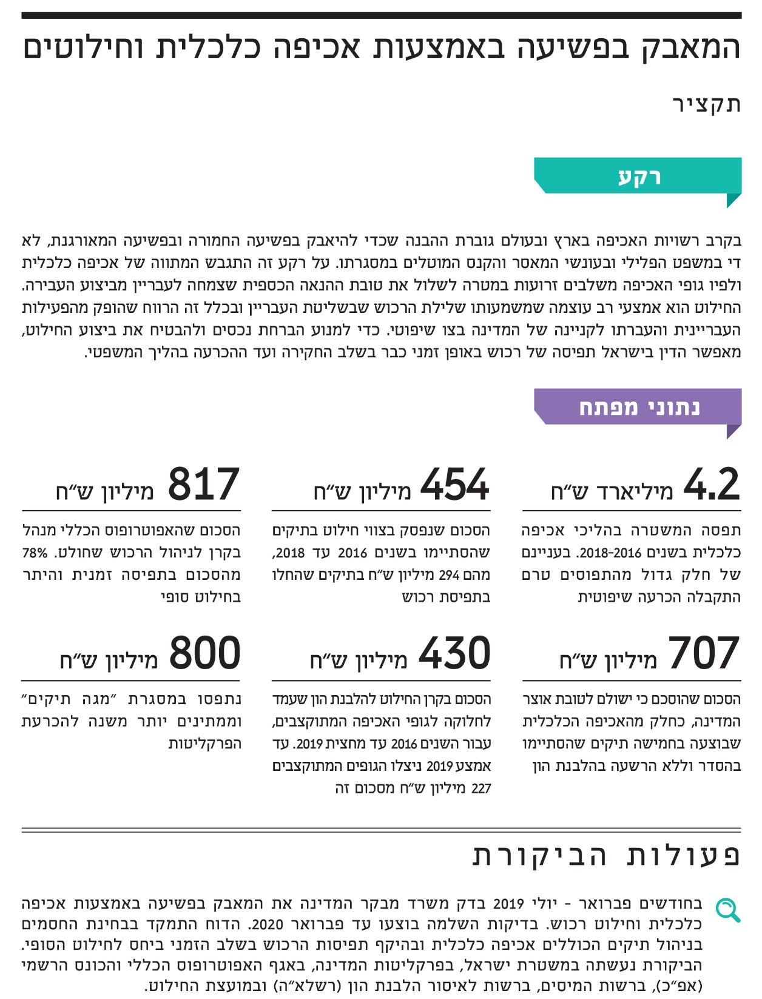 המאבק בפשיעה באמצעות אכיפה כלכלית וחילוטים
תקציר
רקע
בקרב רשויות האכיפה בארץ ובעולם גוברת ההבנה שכדי להיאבק בפשיעה החמורה ובפשיעה המאורגנת, לא
די במשפט הפלילי ובעונשי המאסר והקנס המוטלים במסגרתו. על רקע זה התגבש המתווה של אכיפה כלכלית
ולפיו גופי האכיפה משלבים זרועות במטרה לשלול את טובת ההנאה הכספית שצמחה לעבריין מביצוע העבירה.
החילוט הוא אמצעי רב עוצמה שמשמעותו שלילת הרכוש שבשליטת העבריין ובכלל זה הרווח שהופק מהפעילות
העבריינית והעברתו לקניינה של המדינה בצו שיפוטי. כדי למנוע הברחת נכסים ולהבטיח את ביצוע החילוט,
מאפשר הדין בישראל תפיסה של רכוש באופן זמני כבר בשלב החקירה ועד ההכרעה בהליך המשפטי.
נתוני מפתח
4.2 מיליארד ש"ח
תפסה המשטרה בהליכי אכיפה
כלכלית בשנים 2018-2016. בעניינם
של חלק גדול מהתפוסים טרם
התקבלה הכרעה שיפוטית
454 מיליון ש"ח
הסכום שנפסק בצווי חילוט בתיקים
שהסתיימו בשנים 2016 עד 2018,
מהם 294 מיליון ש"ח בתיקים שהחלו
בתפיסת רכוש
817 מיליון ש"ח
הסכום שהאפוטרופוס הכללי מנהל
בקרן לניהול הרכוש שחולט. 78%
מהסכום בתפיסה זמנית והיתר
בחילוט סופי
707 מיליון ש"ח
הסכום שהוסכם כי ישולם לטובת אוצר
המדינה, כחלק מהאכיפה הכלכלית
שבוצעה בחמישה תיקים שהסתיימו
בהסדר וללא הרשעה בהלבנת הון
430 מיליון ש"ח
הסכום בקרן החילוט להלבנת הון שעמד
לחלוקה לגופי האכיפה המתוקצבים,
עבור השנים 2016 עד מחצית 2019. עד
אמצע 2019 ניצלו הגופים המתוקצבים
227 מיליון ש"ח מסכום זה
800 מיליון ש"ח
נתפסו במסגרת "מגה תיקים"
וממתינים יותר משנה להכרעת
הפרקליטות
פעולות הביקורת
בחודשים פברואר - יולי 2019 בדק משרד מבקר המדינה את המאבק בפשיעה באמצעות אכיפה
כלכלית וחילוט רכוש. בדיקות השלמה בוצעו עד פברואר 2020. הדוח התמקד בבחינת החסמים
בניהול תיקים הכוללים אכיפה כלכלית ובהיקף תפיסות הרכוש בשלב הזמני ביחס לחילוט הסופי.
הביקורת נעשתה במשטרת ישראל, בפרקליטות המדינה, באגף האפוטרופוס הכללי והכונס הרשמי
(אפ"כ), ברשות המיסים, ברשות לאיסור הלבנת הון (רשלא"ה) ובמועצת החילוט.